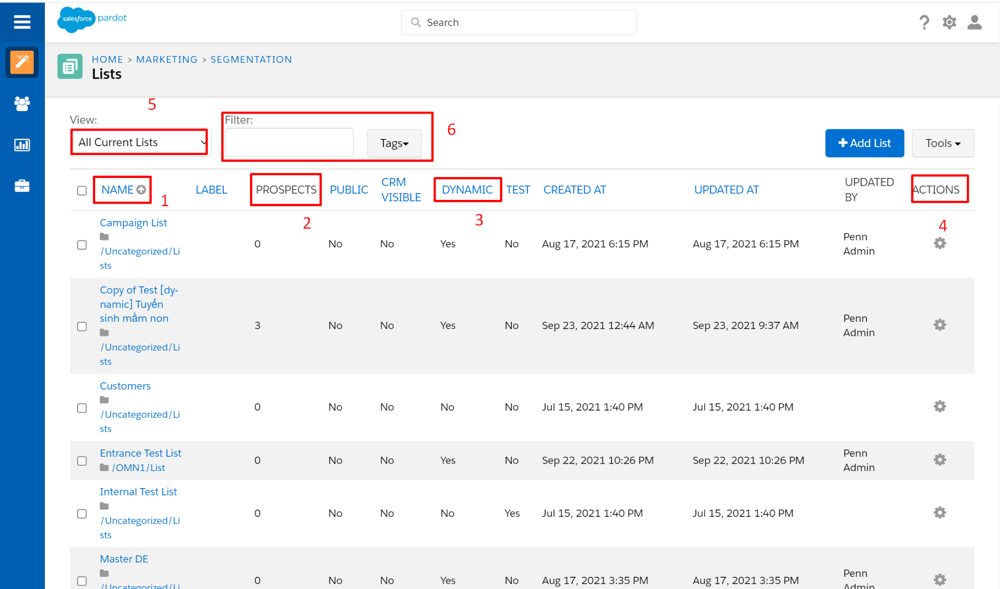 salesforce pardot
Search
HOME > MARKETING > SEGMENTATION
Lists
5
View:
Filter:
6
All Current Lists
Tags
Add List
Tools
NAME
LABEL
PROSPECTS
PUBLIC
CRM
VISIBLE
DYNAMIC
TEST
CREATED AT
UPDATED AT
UPDATED
BY
ACTIONS
1
2
3
4
Campaign List
/Uncategorized/Li
sts
0 No No Yes No Aug 17, 2021 6:15 PM Aug 17, 2021 6:15 PM
Penn
Admin
Copy of Test [dy-
namic] Tuyển
sinh mầm non
/Uncategorized/Li
sts
3 No No Yes No Sep 23, 2021 12:44 AM Sep 23, 2021 9:37 AM
Penn
Admin
Customers
/Uncategorized/Li
sts
0 No No No No Jul 15, 2021 1:40 PM Jul 15, 2021 1:40 PM
Entrance Test List
/OMN1/List
0 No No Yes No Sep 22, 2021 10:26 PM Sep 22, 2021 10:26 PM
Penn
Admin
Internal Test List
/Uncategorized/Li
sts
0 No No No Yes Jul 15, 2021 1:40 PM Jul 15, 2021 1:40 PM
Master DE
/Uncategorized/Li
0 No No Yes No Aug 17, 2021 3:35 PM Aug 17, 2021 3:35 PM
Penn
Admin